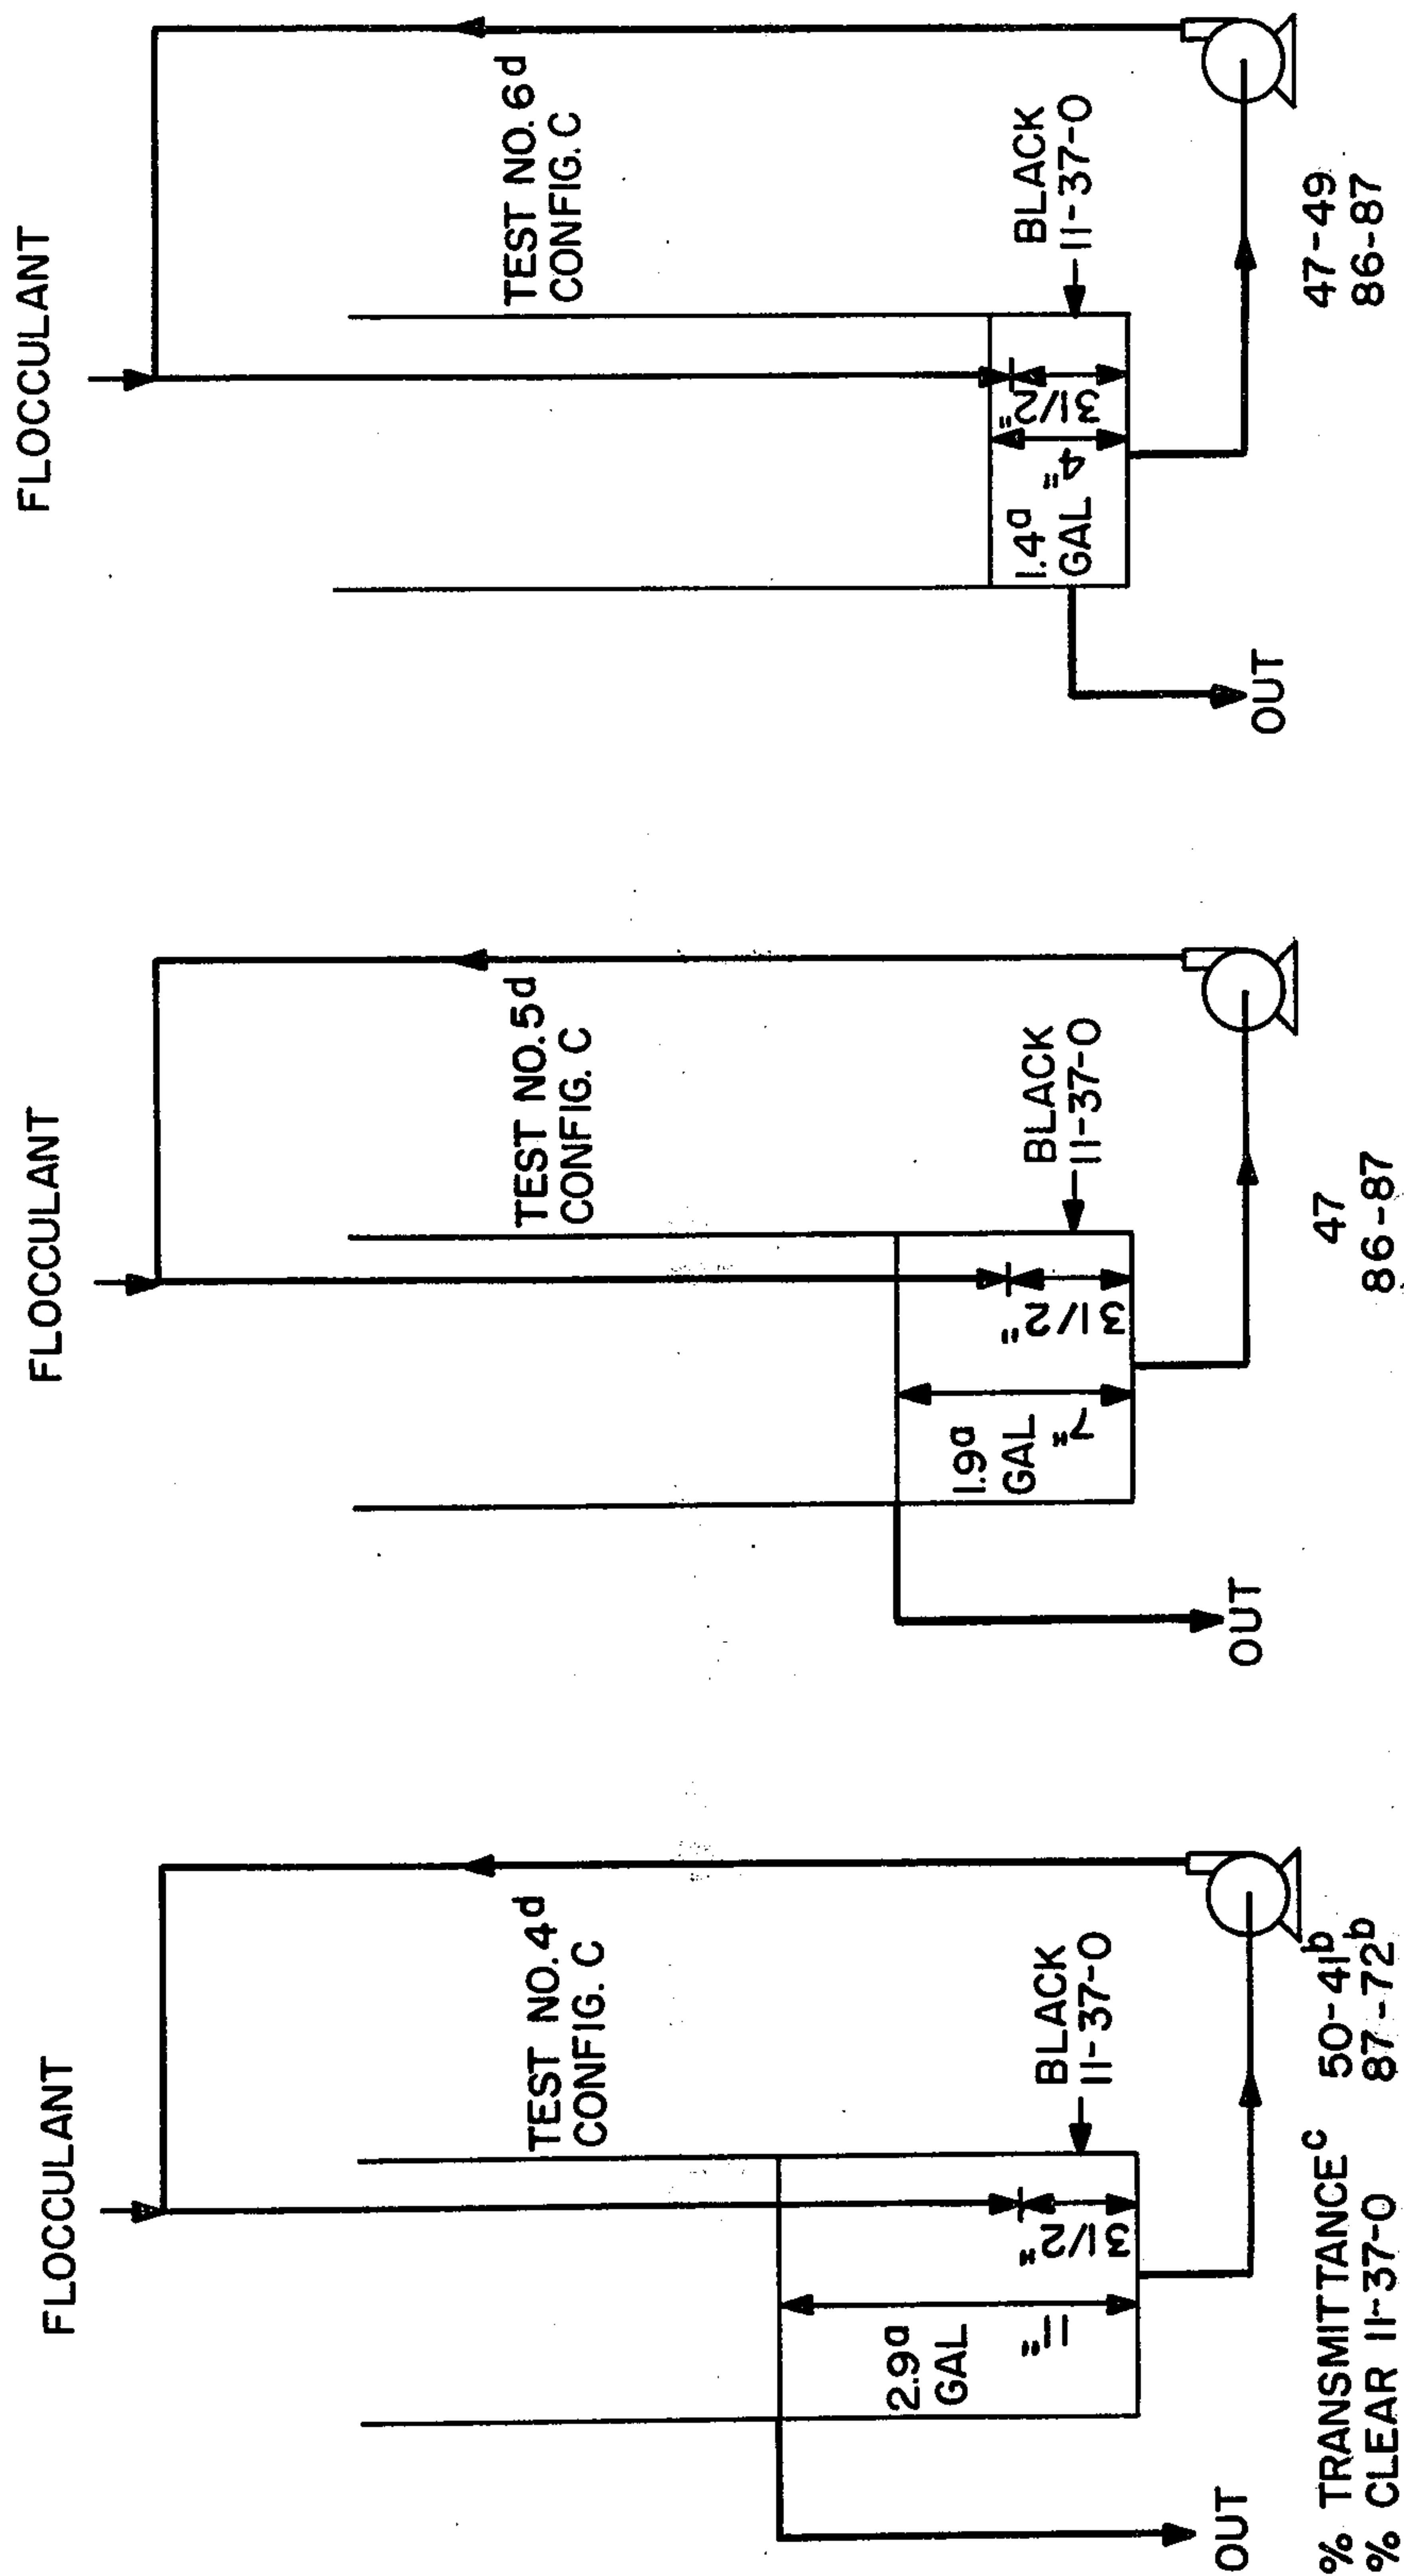 FLOCCULANT
TEST NO. 4d
CONFIG. C
BLACK
11-37-0
2.9a
GAL
11"
3 1/2"
OUT
% TRANSMITTANCEc 50-41b
% CLEAR 11-37-0 87-72b
FLOCCULANT
TEST NO. 5d
CONFIG. C
BLACK
11-37-0
1.9a
GAL
7"
3 1/2"
OUT
47
86-87
FLOCCULANT
TEST NO. 6d
CONFIG. C
BLACK
11-37-0
1.4a
GAL
4"
3 1/2"
OUT
47-49
86-87